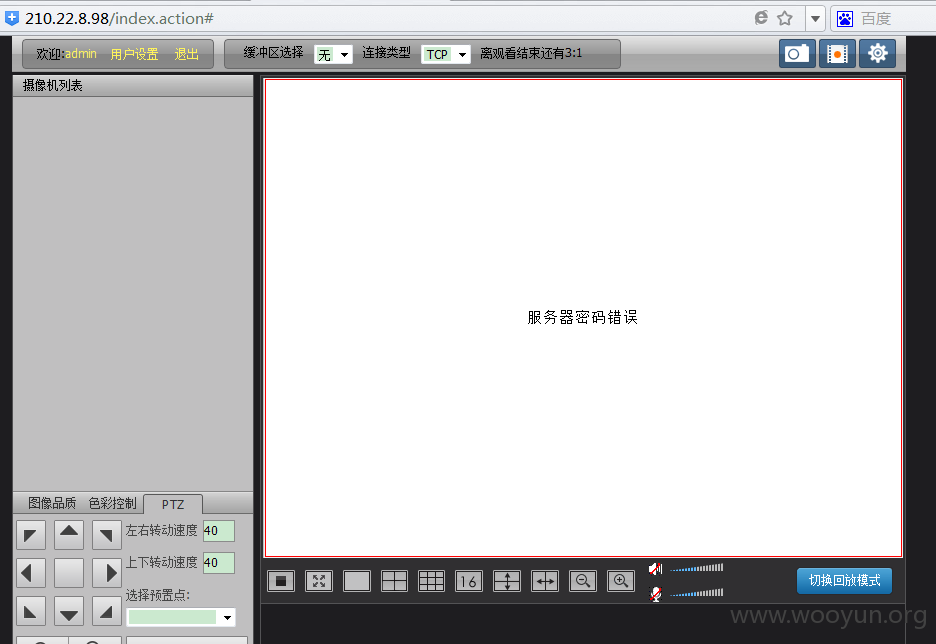 210.22.8.98/index.action#
百度
欢迎:admin 用户设置 退出 缓冲区选择 无 连接类型 TCP 离观看结束还有3:1
摄像机列表
服务器密码错误
图像品质 色彩控制 PTZ
左右转动速度 40
上下转动速度 40
选择预置点:
16
切换回放模式
www.wooyun.org